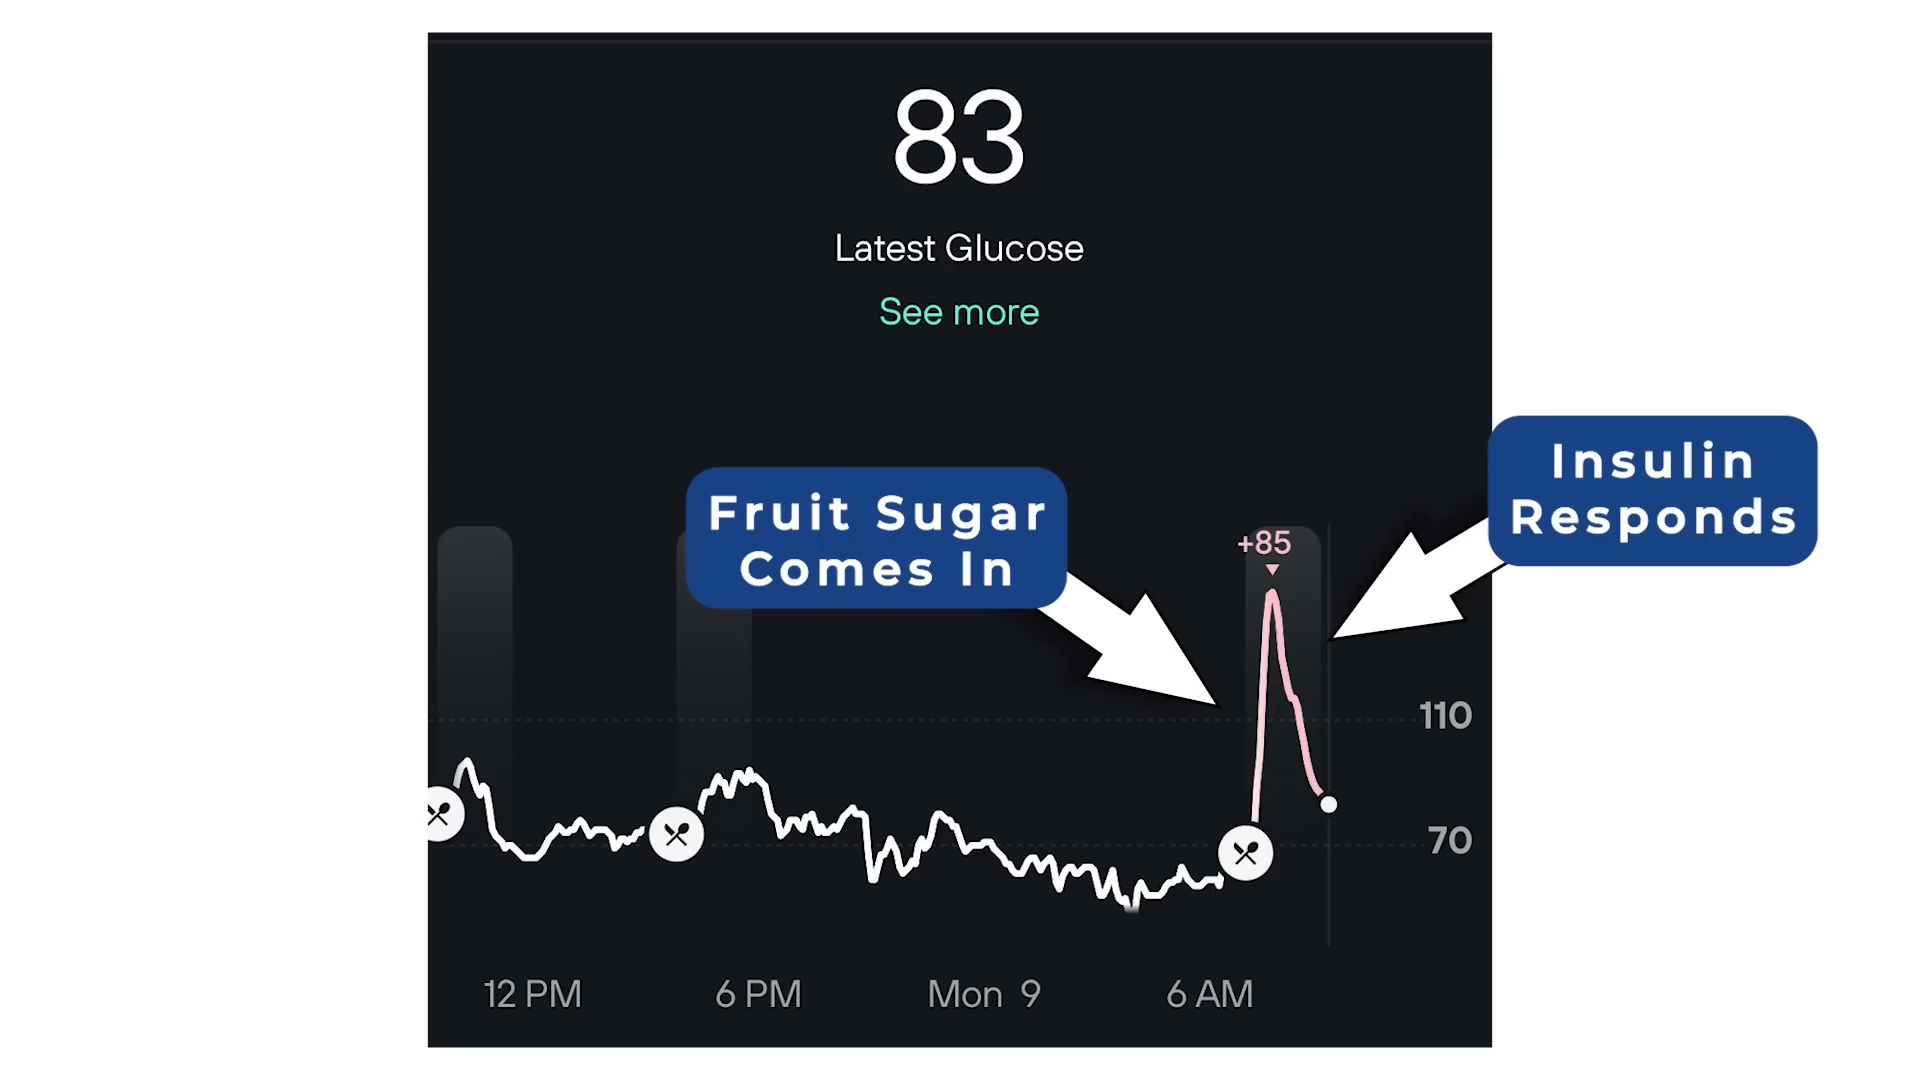 83
Latest Glucose
See more
Insulin
Responds
Fruit Sugar
Comes In
+85
110
70
12 PM
6 PM
Mon 9
6 AM